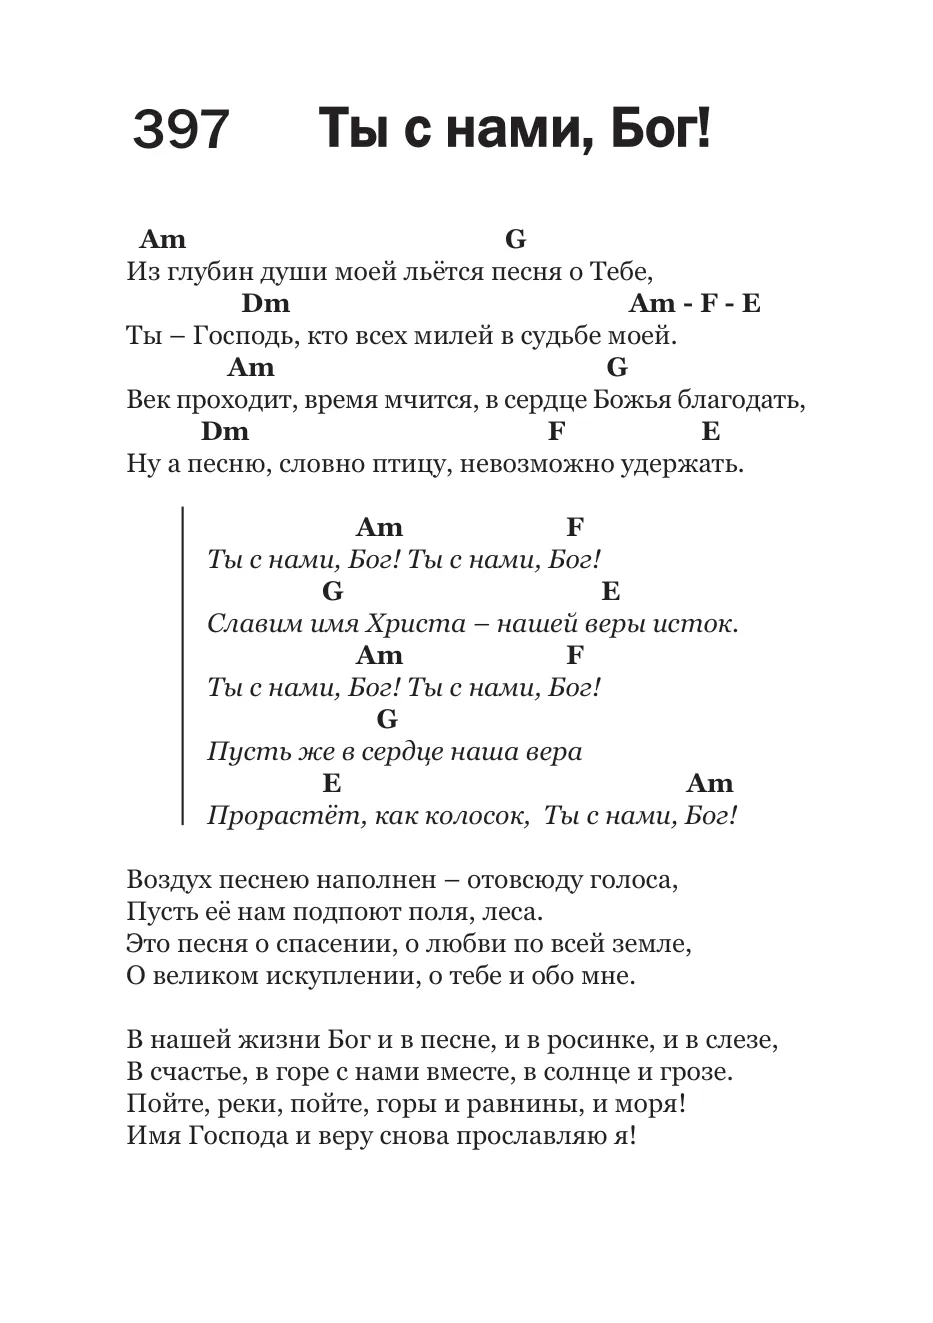 397 Ты с нами, Бог!
Am G
Из глубин души моей льётся песня о Тебе,
Dm Am - F - E
Ты – Господь, кто всех милей в судьбе моей.
Am G
Век проходит, время мчится, в сердце Божья благодать,
Dm F E
Ну а песню, словно птицу, невозможно удержать.
Am F
Ты с нами, Бог! Ты с нами, Бог!
G E
Славим имя Христа – нашей веры исток.
Am F
Ты с нами, Бог! Ты с нами, Бог!
G
Пусть же в сердце наша вера
E Am
Прорастёт, как колосок, Ты с нами, Бог!
Воздух песнею наполнен – отовсюду голоса,
Пусть её нам подпоют поля, леса.
Это песня о спасении, о любви по всей земле,
О великом искуплении, о тебе и обо мне.
В нашей жизни Бог и в песне, и в росинке, и в слезе,
В счастье, в горе с нами вместе, в солнце и грозе.
Пойте, реки, пойте, горы и равнины, и моря!
Имя Господа и веру снова прославляю я!